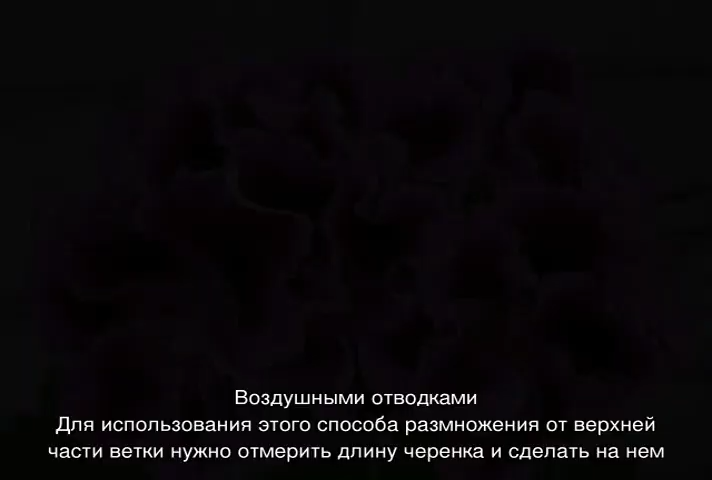 Воздушными отводками
Для использования этого способа размножения от верхней
части ветки нужно отмерить длину черенка и сделать на нем